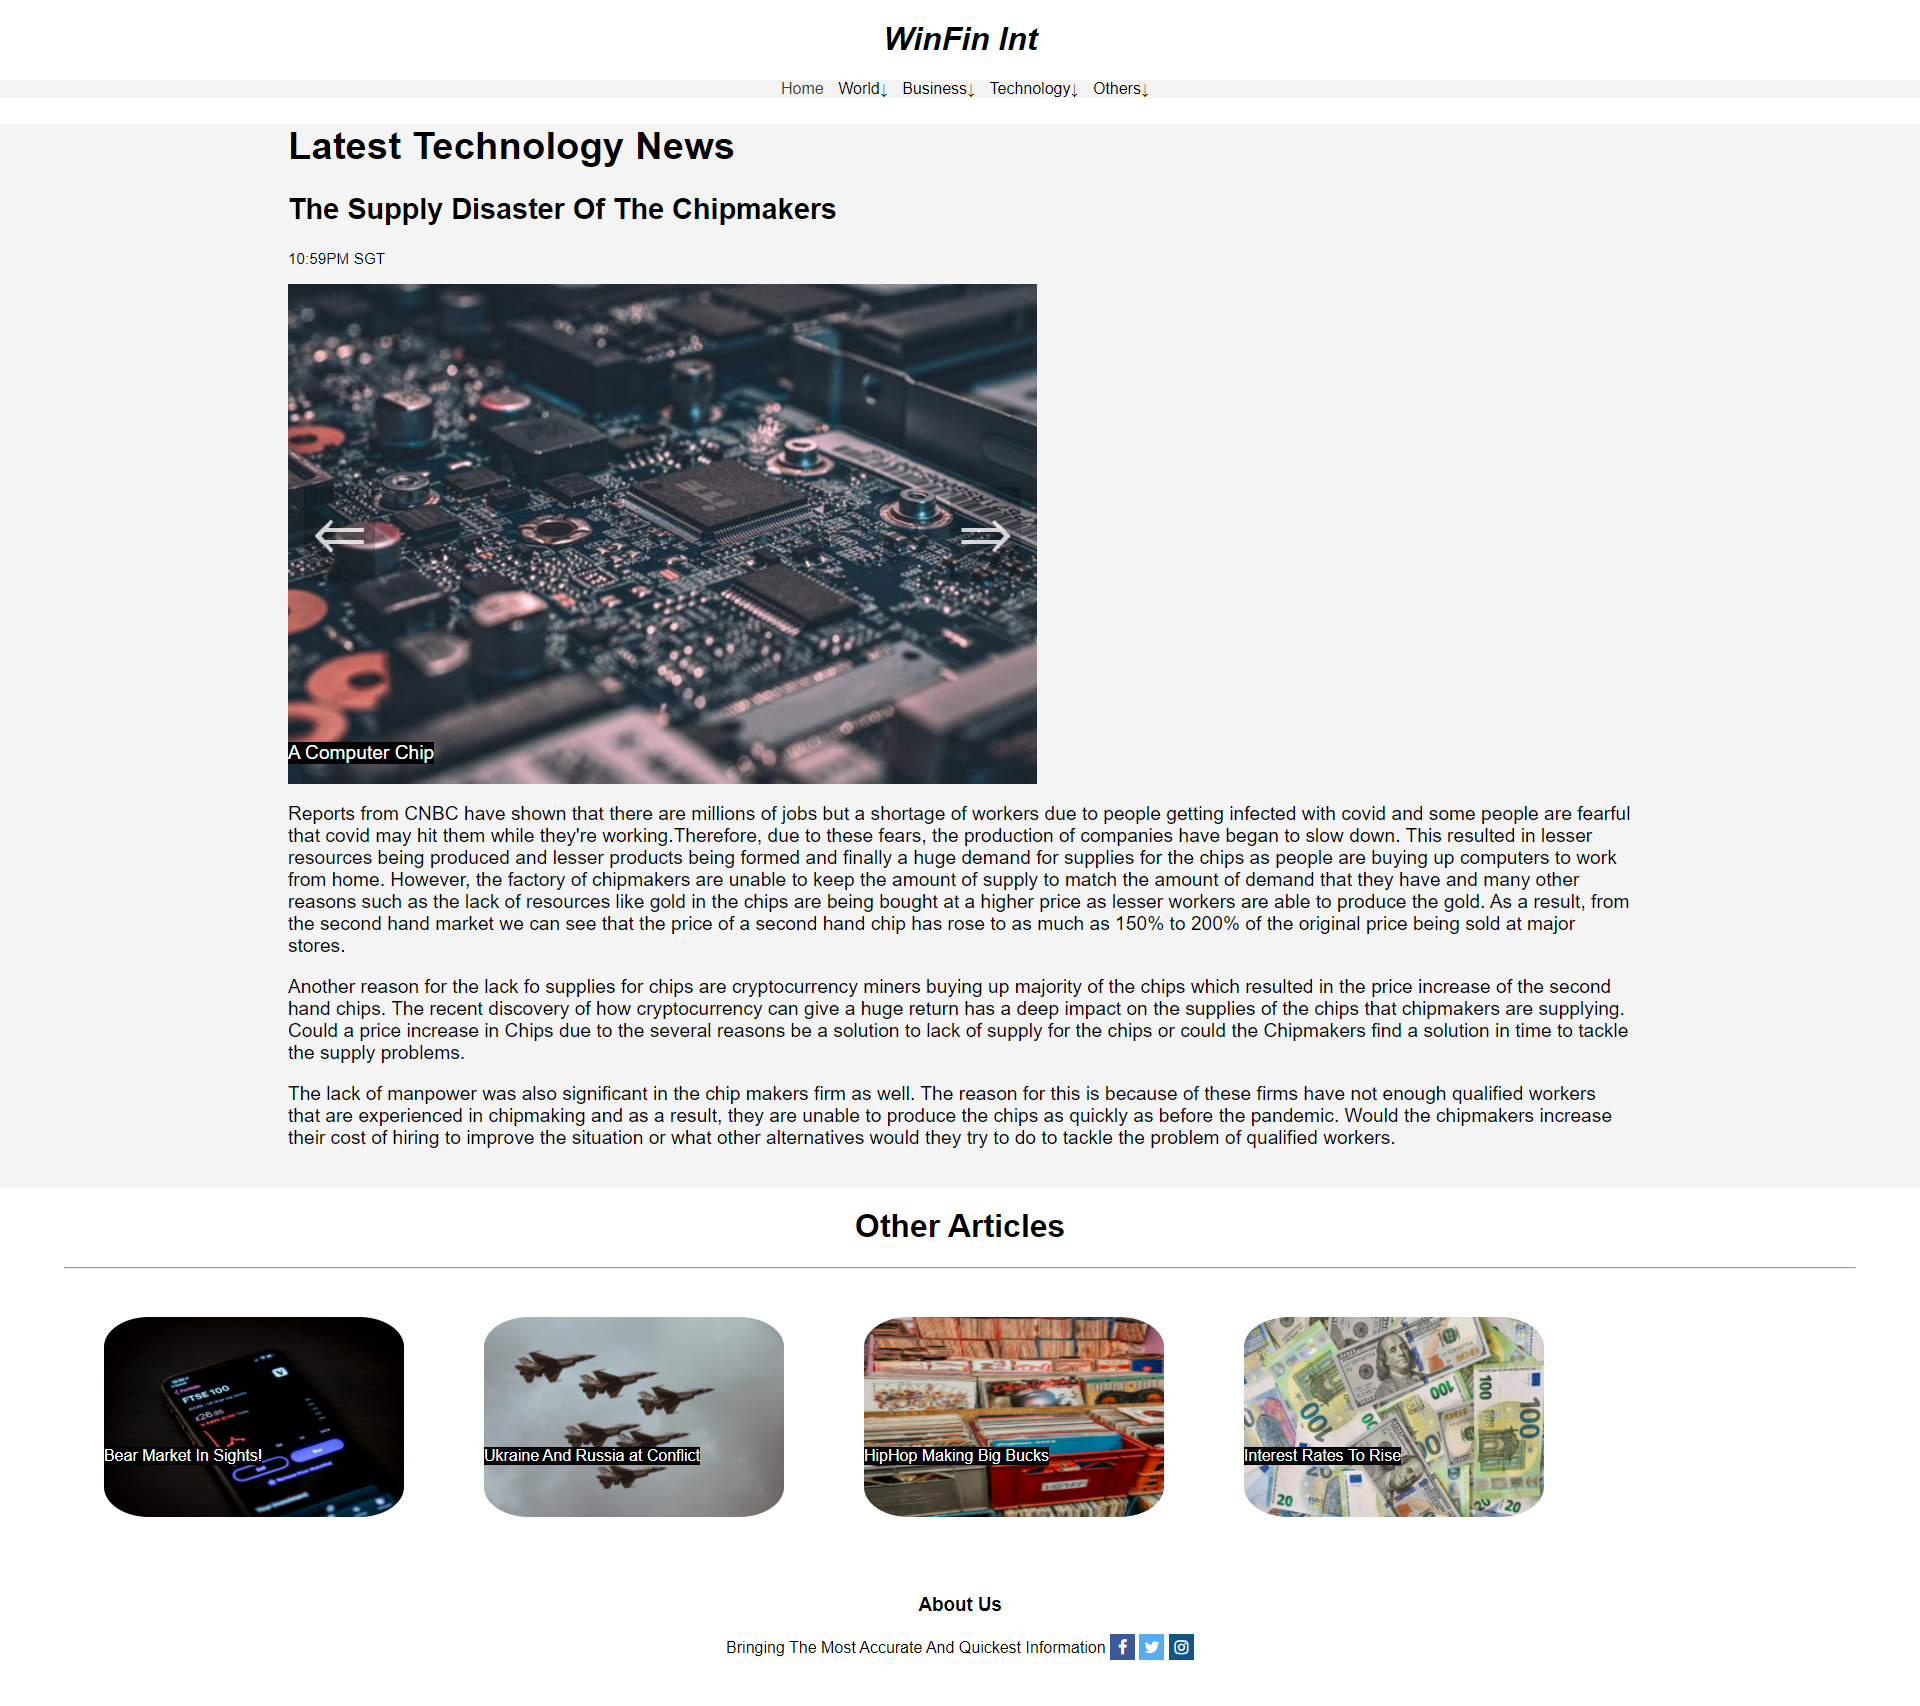 WinFin Int
Home World↓ Business↓ Technology↓ Others↓
Latest Technology News
The Supply Disaster Of The Chipmakers
10:59PM SGT
⇐ ⇒
A Computer Chip
Reports from CNBC have shown that there are millions of jobs but a shortage of workers due to people getting infected with covid and some people are fearful
that covid may hit them while they're working.Therefore, due to these fears, the production of companies have began to slow down. This resulted in lesser
resources being produced and lesser products being formed and finally a huge demand for supplies for the chips as people are buying up computers to work
from home. However, the factory of chipmakers are unable to keep the amount of supply to match the amount of demand that they have and many other
reasons such as the lack of resources like gold in the chips are being bought at a higher price as lesser workers are able to produce the gold. As a result, from
the second hand market we can see that the price of a second hand chip has rose to as much as 150% to 200% of the original price being sold at major
stores.
Another reason for the lack fo supplies for chips are cryptocurrency miners buying up majority of the chips which resulted in the price increase of the second
hand chips. The recent discovery of how cryptocurrency can give a huge return has a deep impact on the supplies of the chips that chipmakers are supplying.
Could a price increase in Chips due to the several reasons be a solution to lack of supply for the chips or could the Chipmakers find a solution in time to tackle
the supply problems.
The lack of manpower was also significant in the chip makers firm as well. The reason for this is because of these firms have not enough qualified workers
that are experienced in chipmaking and as a result, they are unable to produce the chips as quickly as before the pandemic. Would the chipmakers increase
their cost of hiring to improve the situation or what other alternatives would they try to do to tackle the problem of qualified workers.
Other Articles
FTSE 100
£26.95
Buy
Bear Market In Sights!
Ukraine And Russia at Conflict
HipHop Making Big Bucks
100
100
100
20
20
Interest Rates To Rise
About Us
Bringing The Most Accurate And Quickest Information